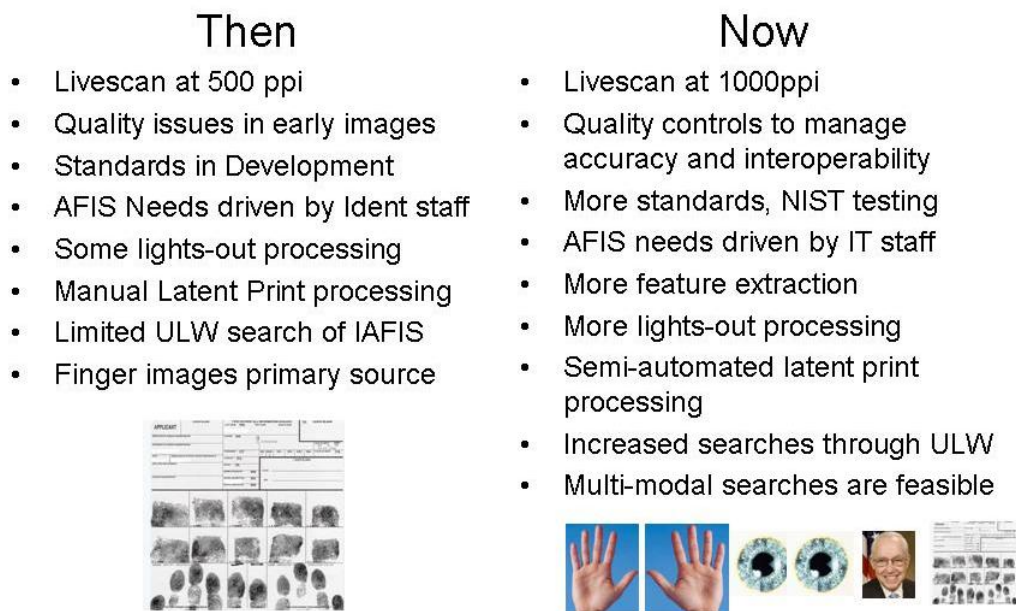 Then
• Livescan at 500 ppi
• Quality issues in early images
• Standards in Development
• AFIS Needs driven by Ident staff
• Some lights-out processing
• Manual Latent Print processing
• Limited ULW search of IAFIS
• Finger images primary source
APPLICANT
Now
• Livescan at 1000ppi
• Quality controls to manage
accuracy and interoperability
• More standards, NIST testing
• AFIS needs driven by IT staff
• More feature extraction
• More lights-out processing
• Semi-automated latent print
processing
• Increased searches through ULW
• Multi-modal searches are feasible